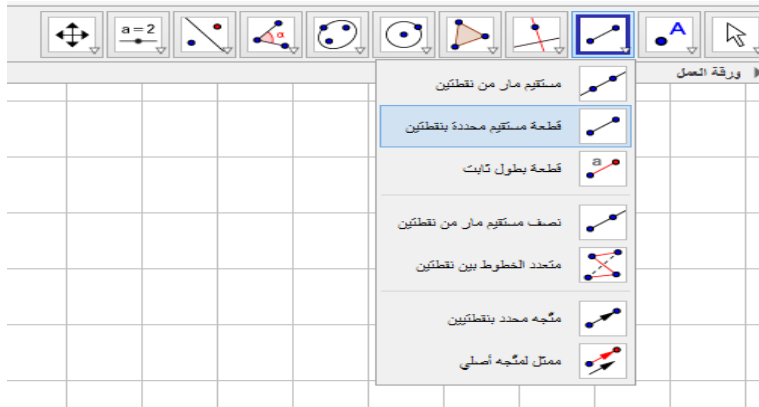 a = 2
α
A
ورقة العمل
مستقيم مار من نقطتين
قطعة مستقيم محددة بنقطتين
a
قطعة بطول ثابت
نصف مستقيم مار من نقطتين
متعدد الخطوط بين نقطتين
متّجه محدد بنقطتيين
ممثل لمتّجه أصلي